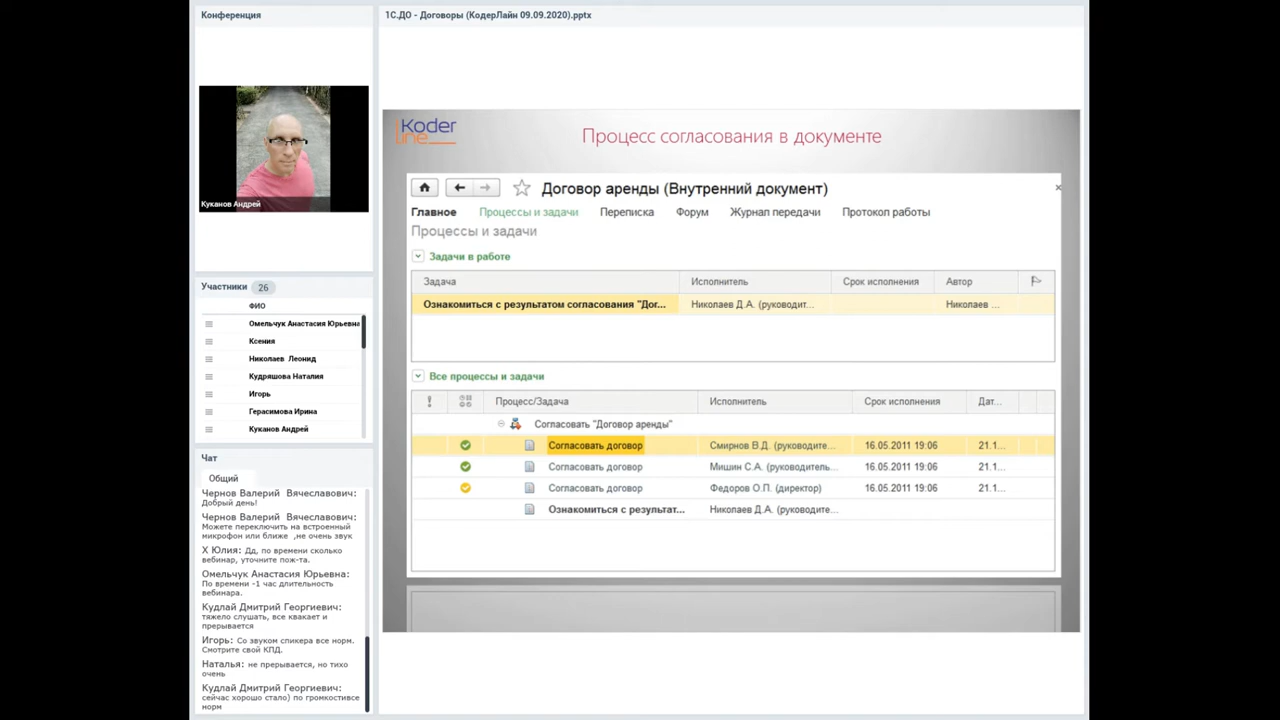 Конференция
1С.ДО - Договоры (КодерЛайн 09.09.2020).pptx
Куканов Андрей
Участники 26
ФИО
Омельчук Анастасия Юрьевна
Ксения
Николаев Леонид
Кудряшова Наталия
Игорь
Герасимова Ирина
Куканов Андрей
Чат
Общий
Чернов Валерий Вячеславович:
Добрый день!
Чернов Валерий Вячеславович:
Можете переключить на встроенный
микрофон или ближе ,не очень звук
Х Юлия: Дд, по времени сколько
вебинар, уточните пож-та.
Омельчук Анастасия Юрьевна:
По времени -1 час длительность
вебинара.
Кудлай Дмитрий Георгиевич:
тяжело слушать, все квакает и
прерывается
Игорь: Со звуком спикера все норм.
Смотрите свой КПД.
Наталья: не прерывается, но тихо
очень
Кудлай Дмитрий Георгиевич:
сейчас хорошо стало) по громкостивсе
норм
Koder
line
Процесс согласования в документе
Договор аренды (Внутренний документ)
Главное Процессы и задачи Переписка Форум Журнал передачи Протокол работы
Процессы и задачи
Задачи в работе
Задача Исполнитель Срок исполнения Автор
Ознакомиться с результатом согласования "Дог... Николаев Д.А. (руководит... Николаев ...
Все процессы и задачи
! Процесс/Задача Исполнитель Срок исполнения Дат...
Согласовать "Договор аренды"
Согласовать договор Смирнов В.Д. (руководите... 16.05.2011 19:06 21.1...
Согласовать договор Мишин С.А. (руководитель... 16.05.2011 19:06 21.1...
Согласовать договор Федоров О.П. (директор) 16.05.2011 19:06 21.1...
Ознакомиться с результат... Николаев Д.А. (руководите...